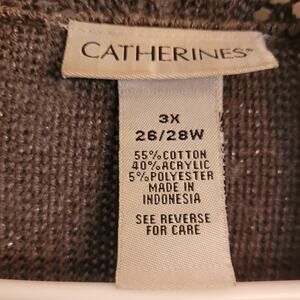 CATHERINES®
3X
26/28W
55%COTTON
40%ACRYLIC
5%POLYESTER
MADE IN
INDONESIA
SEE REVERSE
FOR CARE